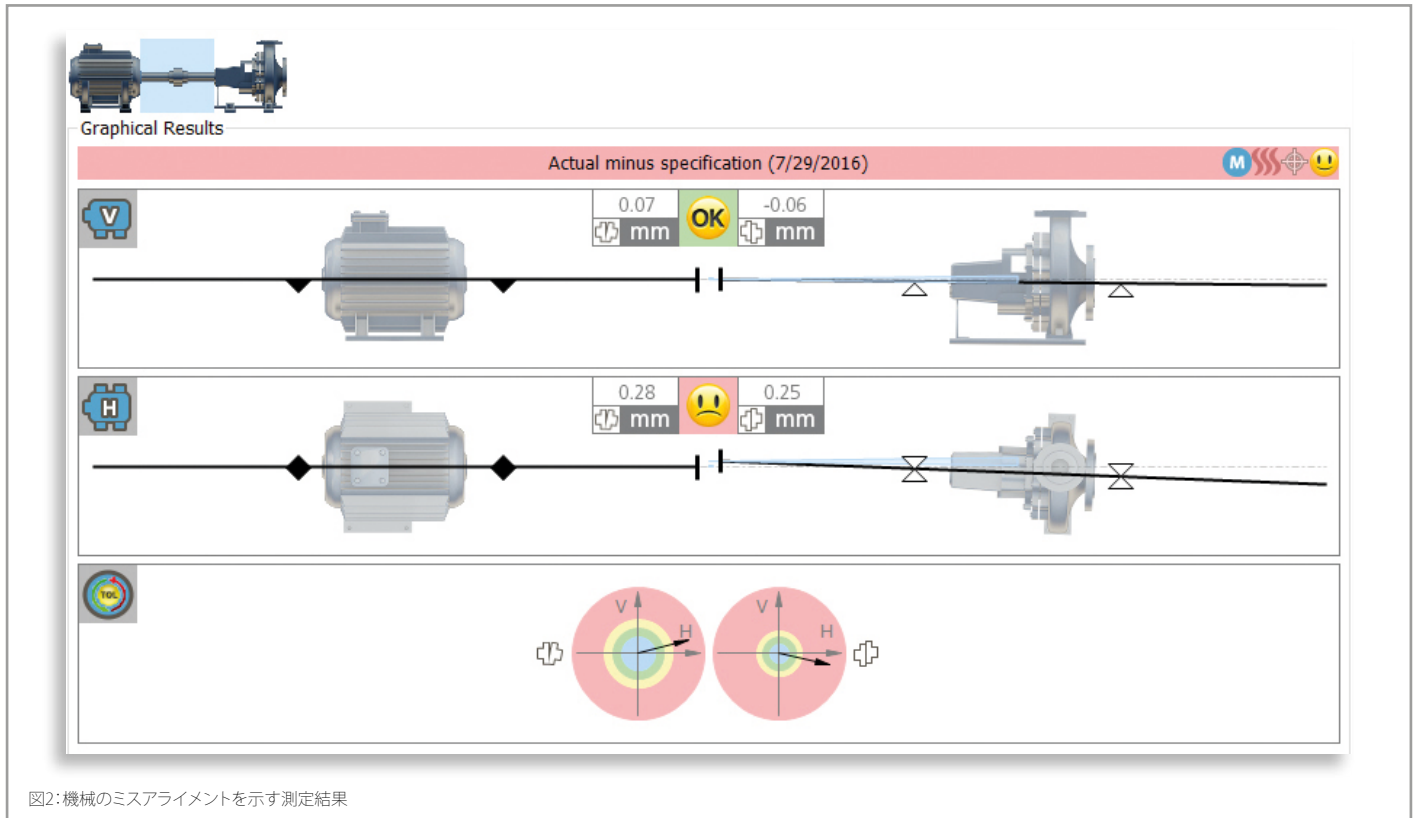 Graphical Results
Actual minus specification (7/29/2016)
M
V
0.07
OK
-0.06
mm
mm
H
0.28
0.25
mm
mm
TOL
V
H
V
H
図2:機械のミスアライメントを示す測定結果